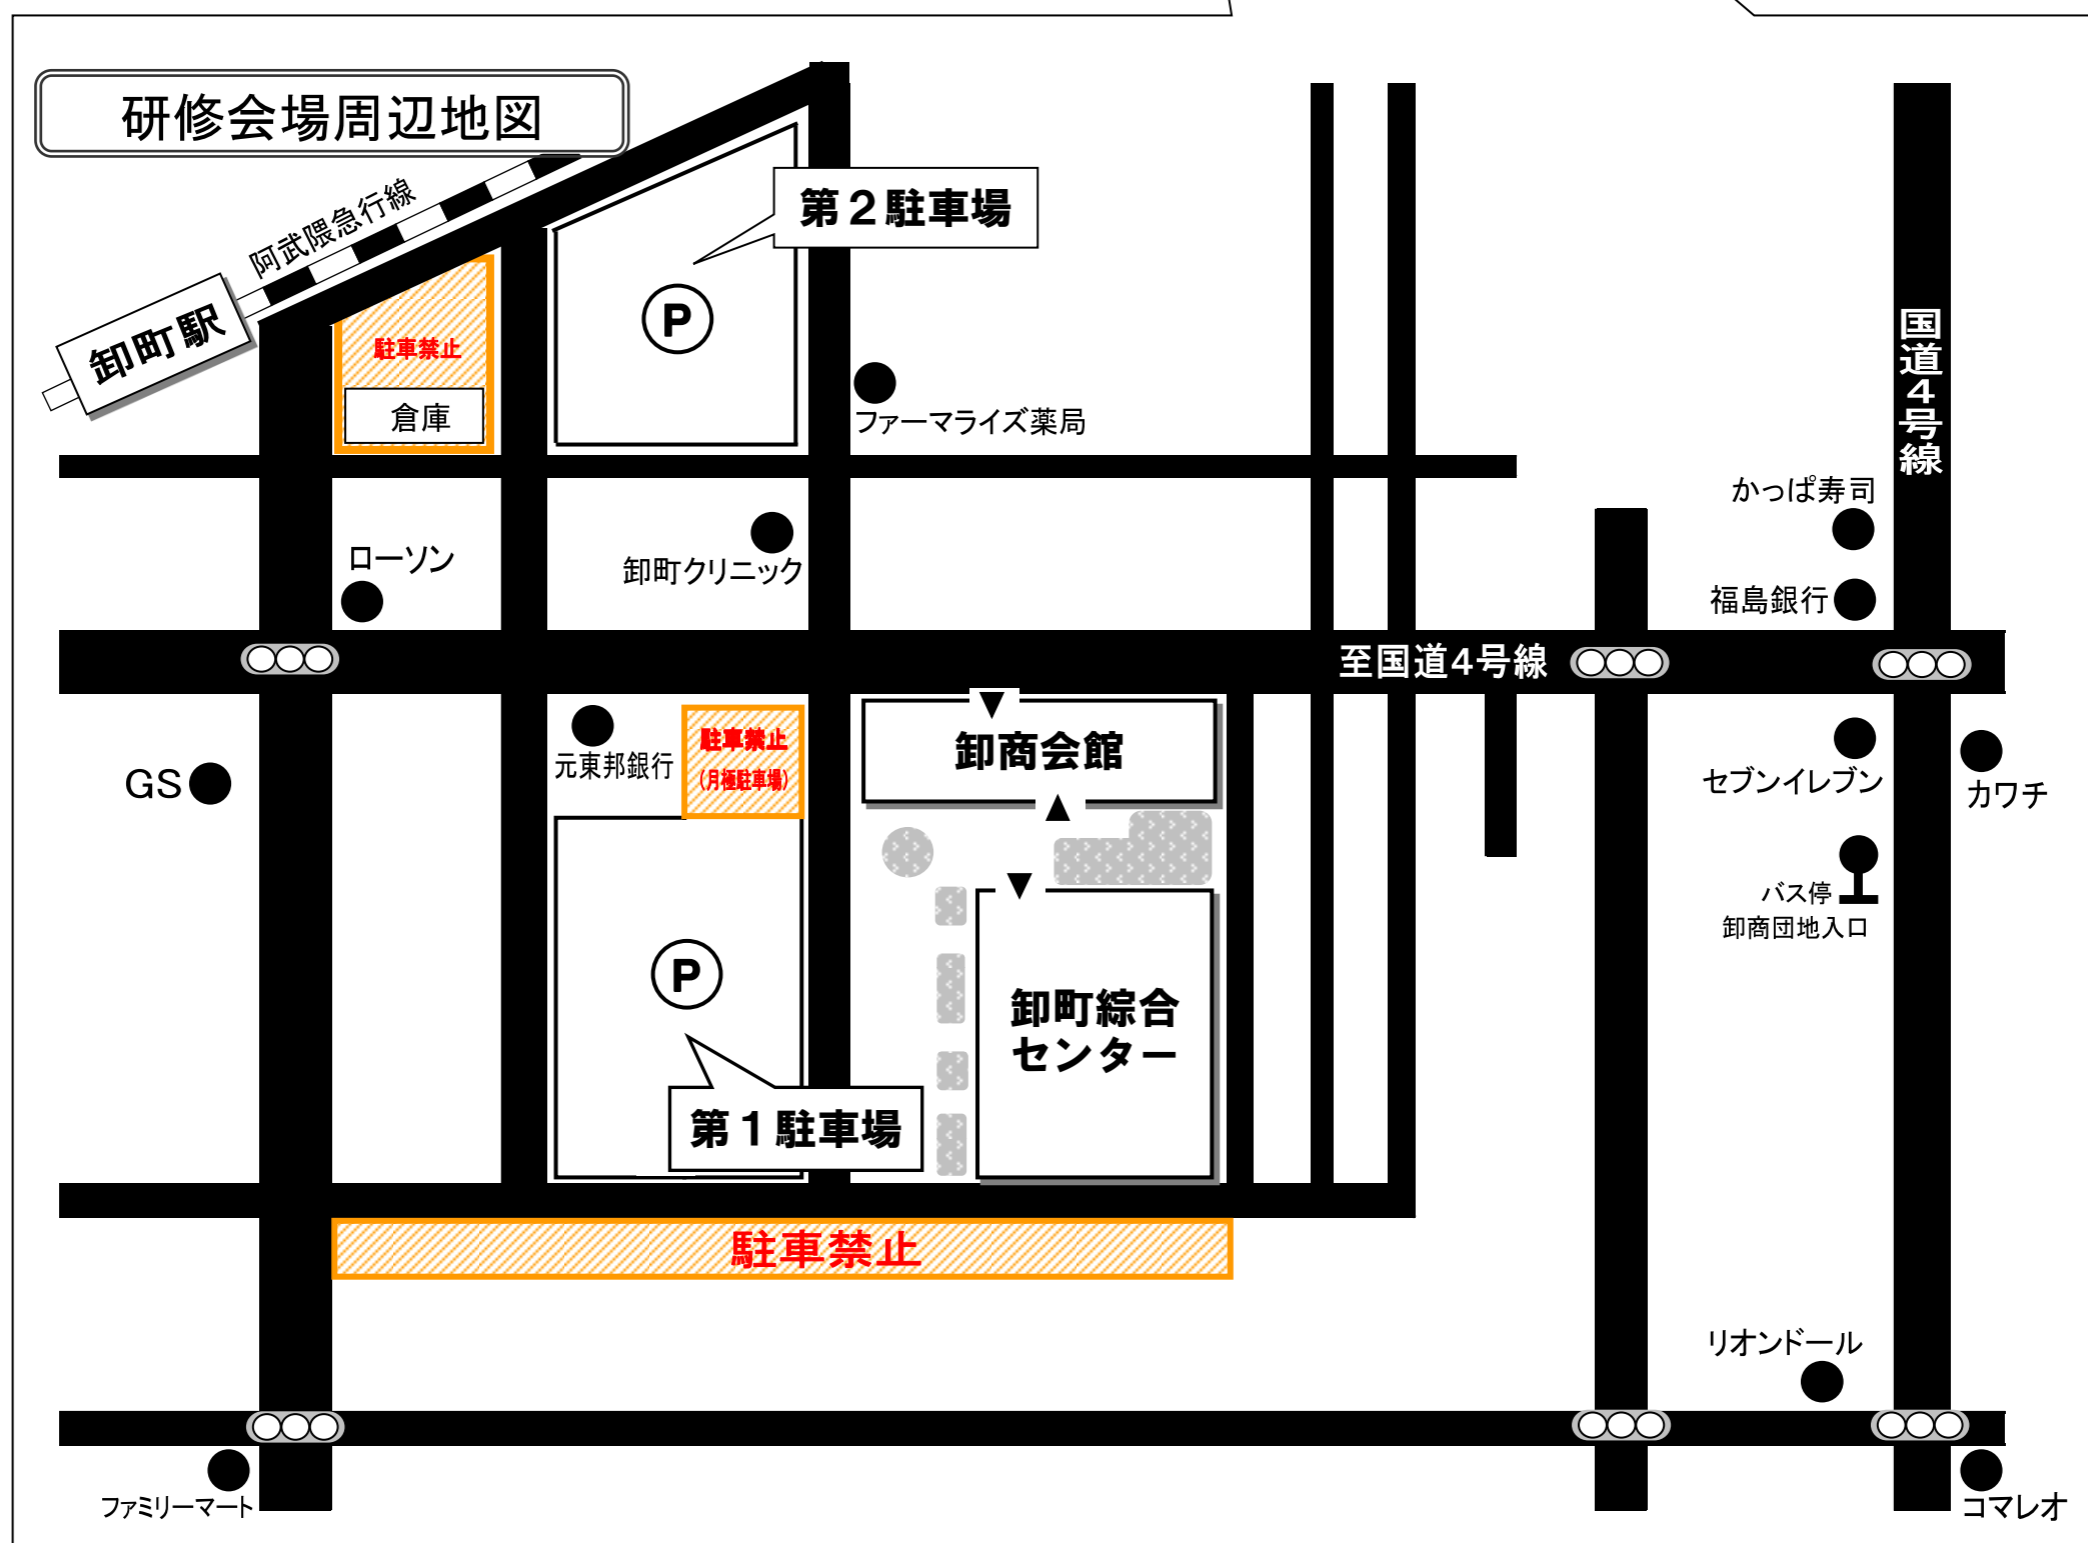 研修会場周辺地図
阿武隈急行線
卸町駅
第2駐車場
P
駐車禁止
倉庫
ファーマライズ薬局
国道4号線
かっぱ寿司
ローソン
卸町クリニック
福島銀行
至国道4号線
元東邦銀行
駐車禁止
(月極駐車場)
卸商会館
GS
セブンイレブン
カワチ
バス停
卸商団地入口
P
卸町綜合
センター
第1駐車場
駐車禁止
リオンドール
ファミリーマート
コマレオ